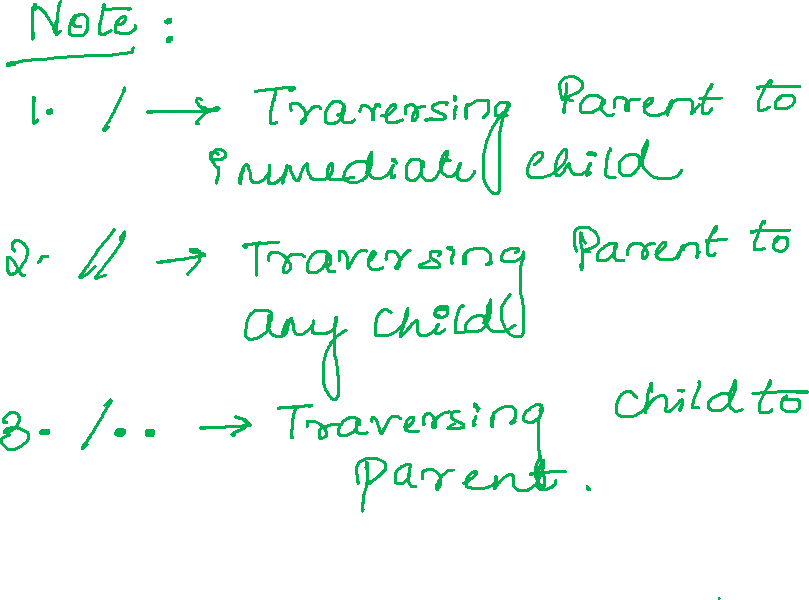 Note :
1. / → Traversing Parent to
immediate child
2. // → Traversing Parent to
any child
3. /.. → Traversing child to
parent.